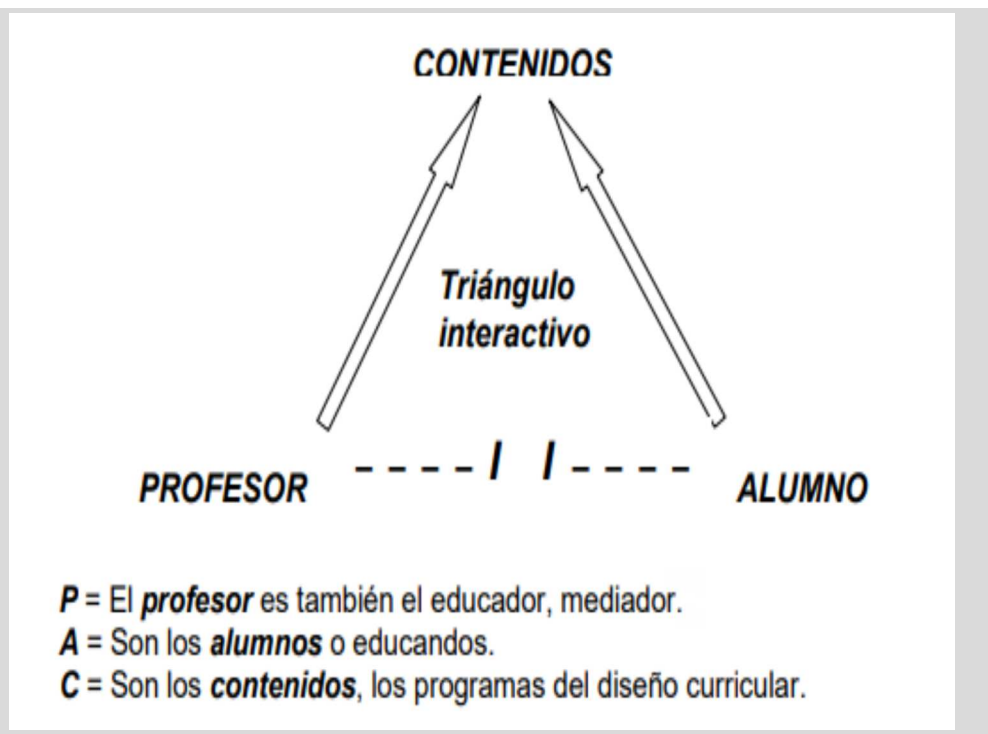 CONTENIDOS
Triángulo
interactivo
PROFESOR - - - - / / - - - - ALUMNO
P = El profesor es también el educador, mediador.
A = Son los alumnos o educandos.
C = Son los contenidos, los programas del diseño curricular.